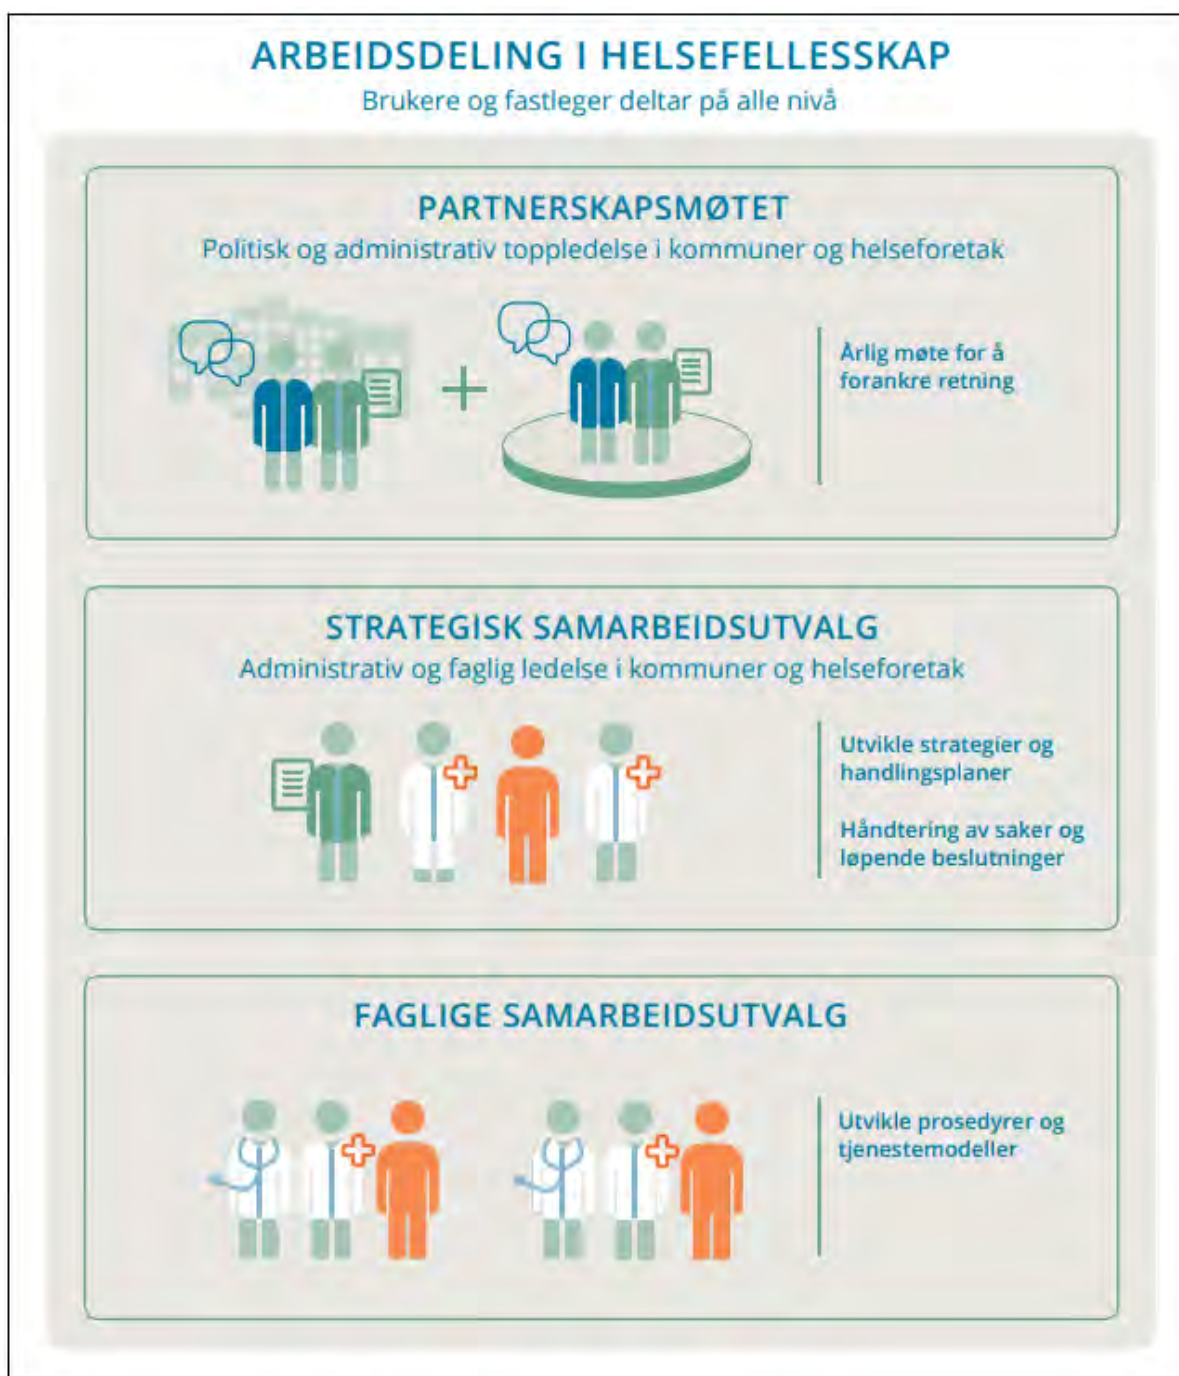 ARBEIDSDELING I HELSEFELLESSKAP
Brukere og fastleger deltar på alle nivå
PARTNERSKAPSMØTET
Politisk og administrativ toppledelse i kommuner og helseforetak
Årlig møte for å
forankre retning
STRATEGISK SAMARBEIDSUTVALG
Administrativ og faglig ledelse i kommuner og helseforetak
Utvikle strategier og
handlingsplaner
Håndtering av saker og
løpende beslutninger
FAGLIGE SAMARBEIDSUTVALG
Utvikle prosedyrer og
tjenestemodeller